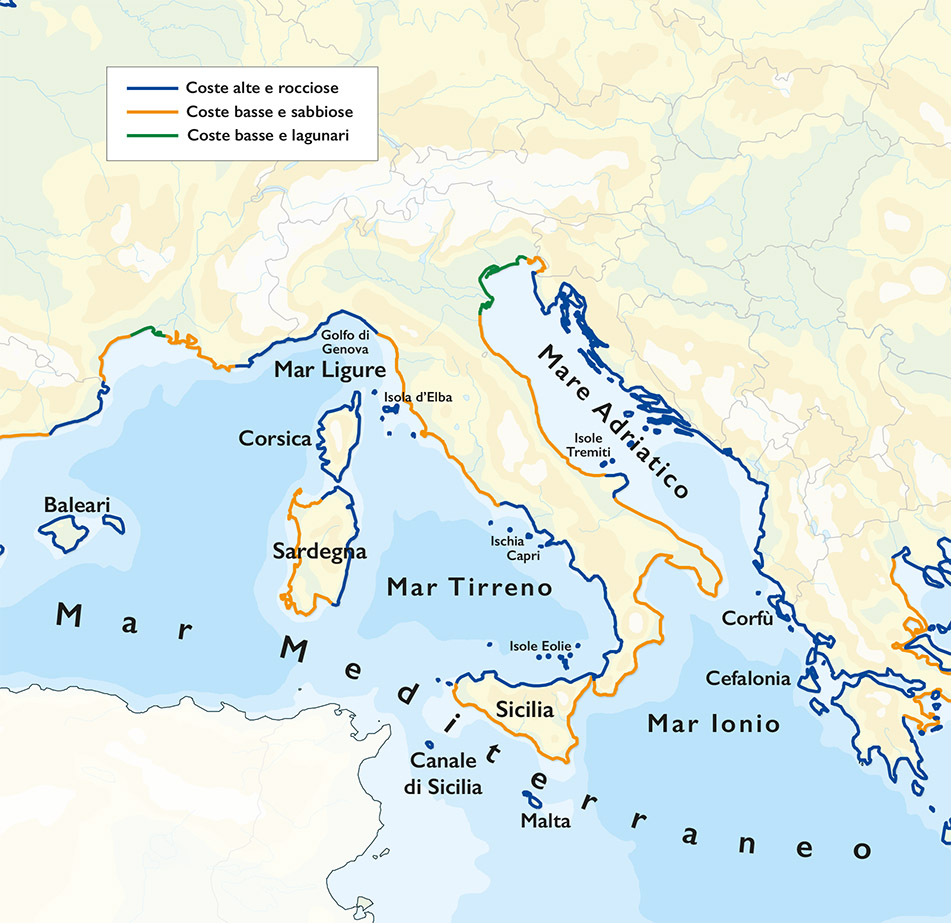 Coste alte e rocciose
Coste basse e sabbiose
Coste basse e lagunari
Golfo di
Genova
Mar Ligure
Isola d'Elba
Corsica
Mare Adriatico
Isole
Tremiti
Baleari
Sardegna
Ischia
Capri
Mar Tirreno
Corfù
Isole Eolie
Cefalonia
Sicilia
Mar Ionio
Canale
di Sicilia
Malta
Mar Mediterraneo